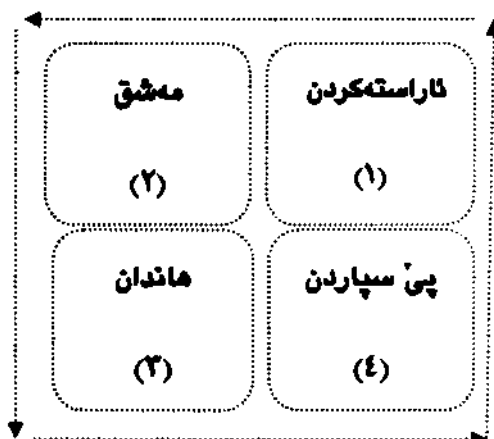 ئاراستەکردن
(١)
مەشق
(٢)
هاندان
(٣)
پێ سپاردن
(٤)